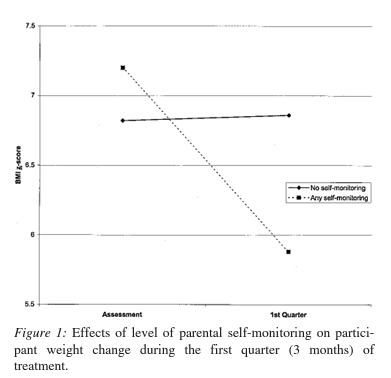 7.5
7
6.5
6
5.5
BMI z-score
No self-monitoring
Any self-monitoring
Assessment
1st Quarter
Figure 1: Effects of level of parental self-monitoring on partici-
pant weight change during the first quarter (3 months) of
treatment.